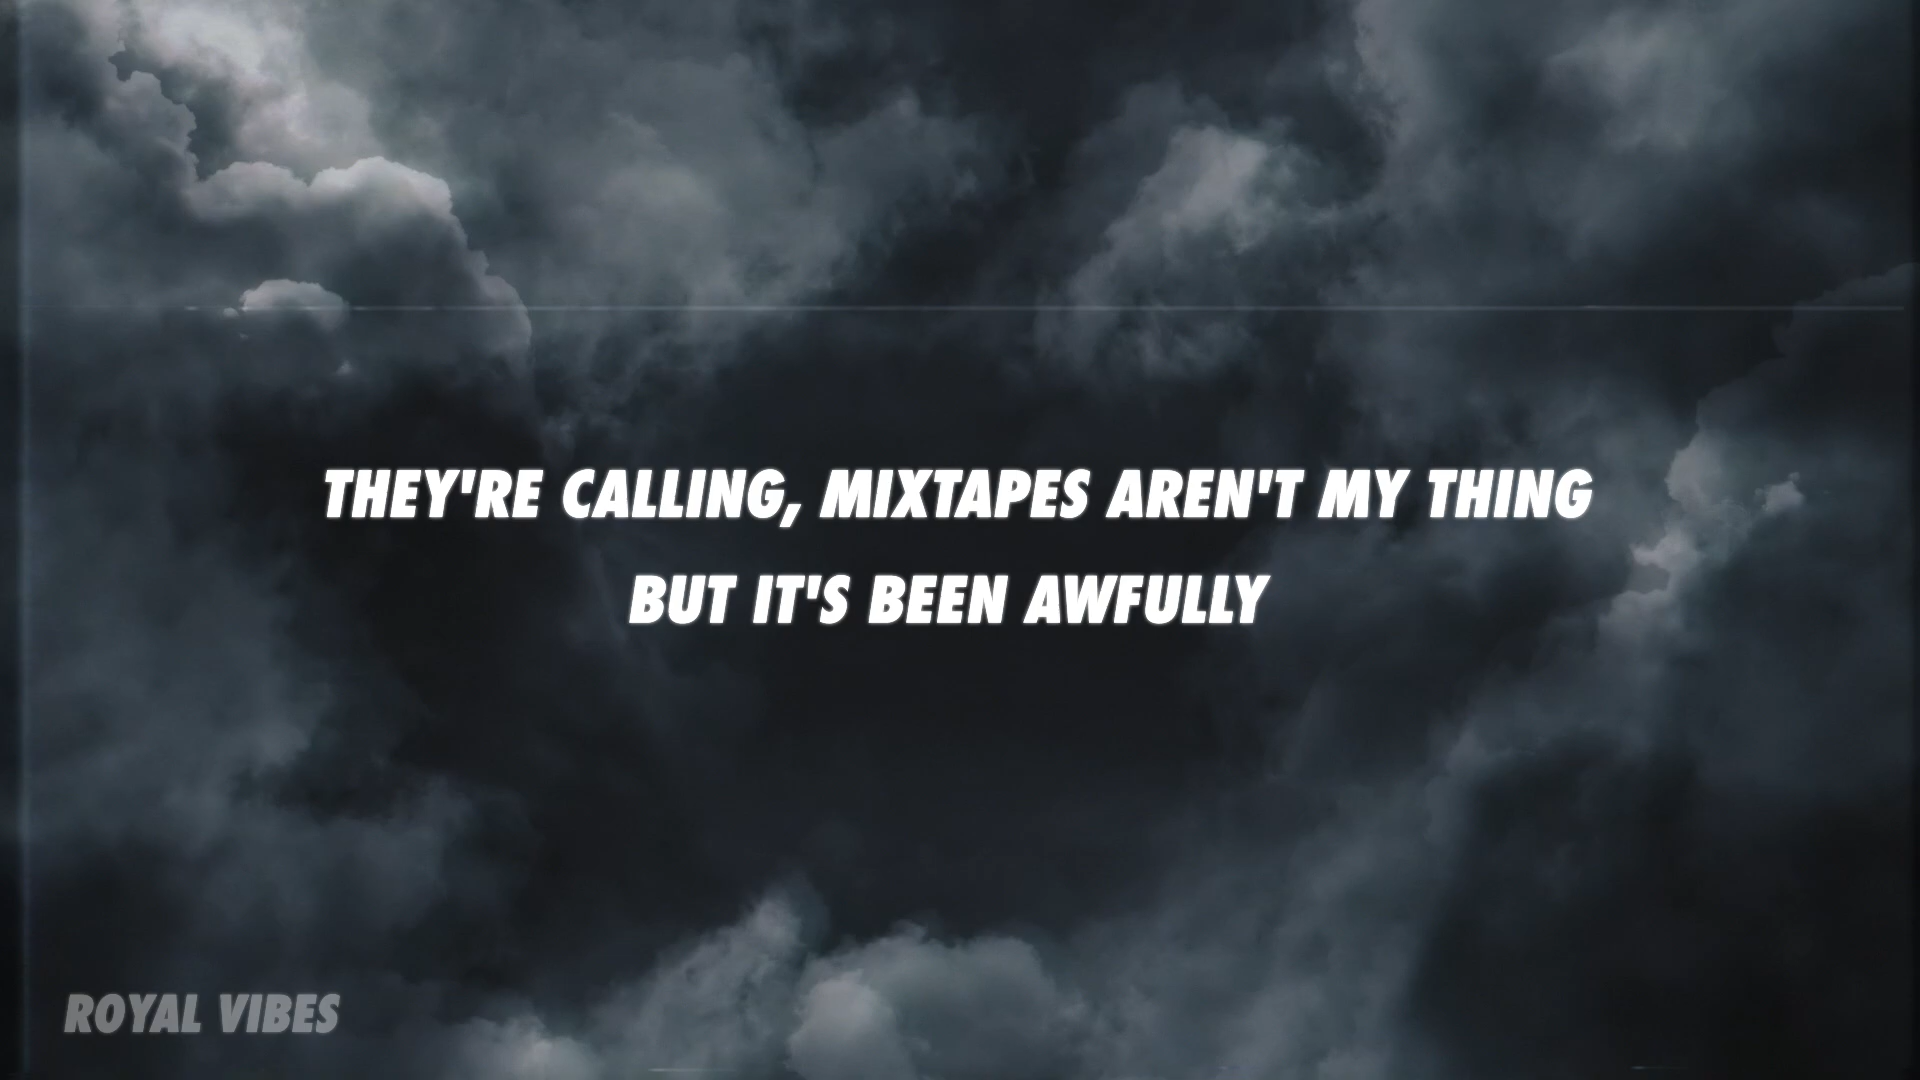 THEY'RE CALLING, MIXTAPES AREN'T MY THING
BUT IT'S BEEN AWFULLY
ROYAL VIBES